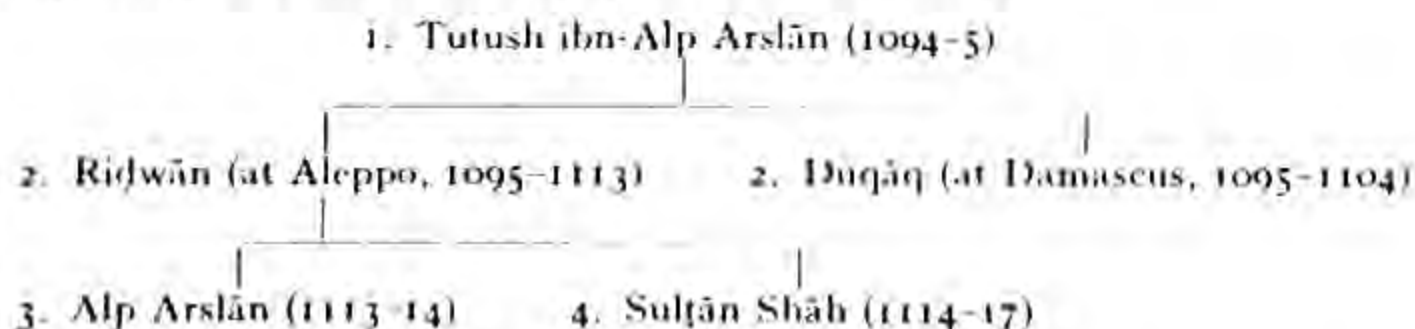 1. Tutush ibn-Alp Arslān (1094-5)
2. Riḍwān (at Aleppo, 1095-1113) 2. Duqāq (at Damascus, 1095-1104)
3. Alp Arslān (1113-14) 4. Sulṭān Shāh (1114-17)